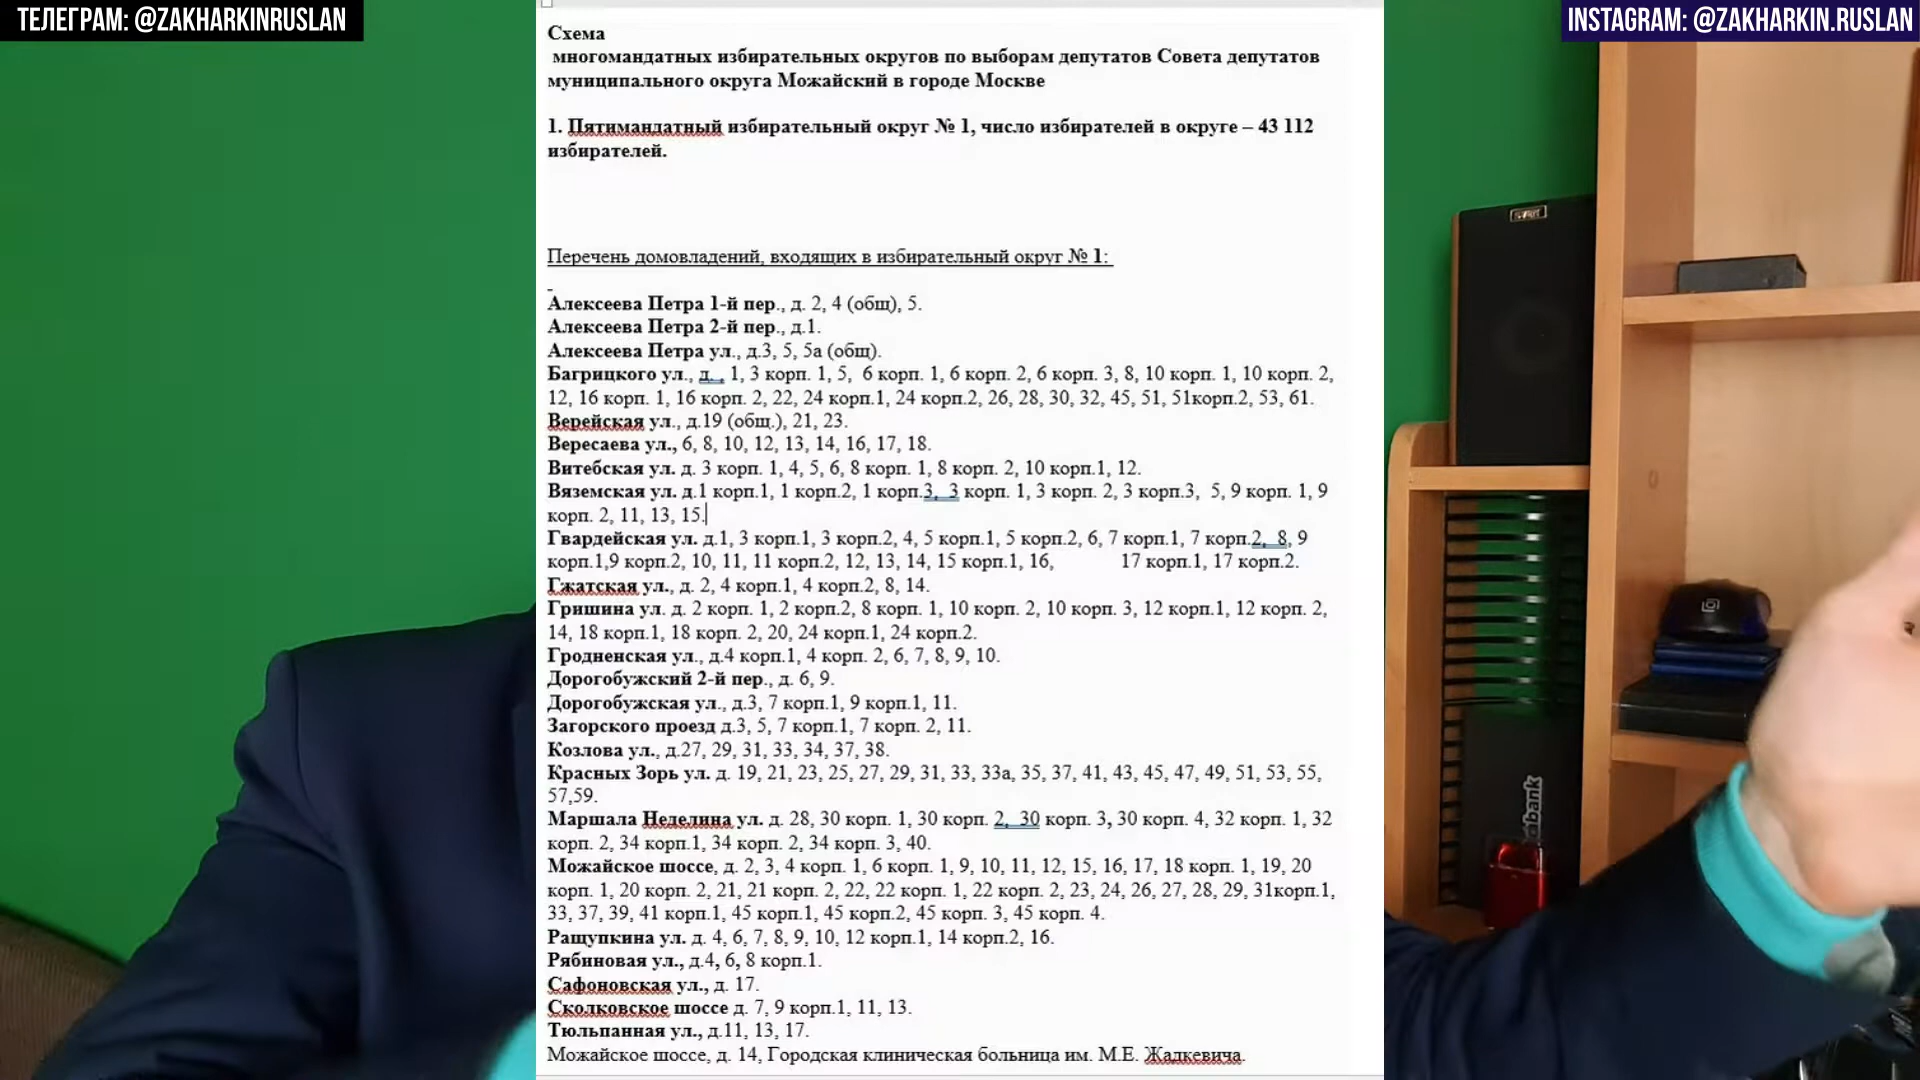 ТЕЛЕГРАМ: @ZAKHARKINRUSLAN
INSTAGRAM: @ZAKHARKIN.RUSLAN
Схема
многомандатных избирательных округов по выборам депутатов Совета депутатов
муниципального округа Можайский в городе Москве
1. Пятимандатный избирательный округ № 1, число избирателей в округе – 43 112
избирателей.
Перечень домовладений, входящих в избирательный округ № 1:
Алексеева Петра 1-й пер., д. 2, 4 (общ), 5.
Алексеева Петра 2-й пер., д.1.
Алексеева Петра ул., д.3, 5, 5а (общ).
Багрицкого ул., д. , 1, 3 корп. 1, 5, 6 корп. 1, 6 корп. 2, 6 корп. 3, 8, 10 корп. 1, 10 корп. 2,
12, 16 корп. 1, 16 корп. 2, 22, 24 корп.1, 24 корп.2, 26, 28, 30, 32, 45, 51, 51корп.2, 53, 61.
Верейская ул., д.19 (общ.), 21, 23.
Вересаева ул., 6, 8, 10, 12, 13, 14, 16, 17, 18.
Витебская ул. д. 3 корп. 1, 4, 5, 6, 8 корп. 1, 8 корп. 2, 10 корп.1, 12.
Вяземская ул. д.1 корп.1, 1 корп.2, 1 корп.3, 3 корп. 1, 3 корп. 2, 3 корп.3, 5, 9 корп. 1, 9
корп. 2, 11, 13, 15.
Гвардейская ул. д.1, 3 корп.1, 3 корп.2, 4, 5 корп.1, 5 корп.2, 6, 7 корп.1, 7 корп.2, 8, 9
корп.1,9 корп.2, 10, 11, 11 корп.2, 12, 13, 14, 15 корп.1, 16, 17 корп.1, 17 корп.2.
Гжатская ул., д. 2, 4 корп.1, 4 корп.2, 8, 14.
Гришина ул. д. 2 корп. 1, 2 корп.2, 8 корп. 1, 10 корп. 2, 10 корп. 3, 12 корп.1, 12 корп. 2,
14, 18 корп.1, 18 корп. 2, 20, 24 корп.1, 24 корп.2.
Гродненская ул., д.4 корп.1, 4 корп. 2, 6, 7, 8, 9, 10.
Дорогобужский 2-й пер., д. 6, 9.
Дорогобужская ул., д.3, 7 корп.1, 9 корп.1, 11.
Загорского проезд д.3, 5, 7 корп.1, 7 корп. 2, 11.
Козлова ул., д.27, 29, 31, 33, 34, 37, 38.
Красных Зорь ул. д. 19, 21, 23, 25, 27, 29, 31, 33, 33а, 35, 37, 41, 43, 45, 47, 49, 51, 53, 55,
57,59.
Маршала Неделина ул. д. 28, 30 корп. 1, 30 корп. 2, 30 корп. 3, 30 корп. 4, 32 корп. 1, 32
корп. 2, 34 корп.1, 34 корп. 2, 34 корп. 3, 40.
Можайское шоссе, д. 2, 3, 4 корп. 1, 6 корп. 1, 9, 10, 11, 12, 15, 16, 17, 18 корп. 1, 19, 20
корп. 1, 20 корп. 2, 21, 21 корп. 2, 22, 22 корп. 1, 22 корп. 2, 23, 24, 26, 27, 28, 29, 31корп.1,
33, 37, 39, 41 корп.1, 45 корп.1, 45 корп.2, 45 корп. 3, 45 корп. 4.
Ращупкина ул. д. 4, 6, 7, 8, 9, 10, 12 корп.1, 14 корп.2, 16.
Рябиновая ул., д.4, 6, 8 корп.1.
Сафоновская ул., д. 17.
Сколковское шоссе д. 7, 9 корп.1, 11, 13.
Тюльпанная ул., д.11, 13, 17.
Можайское шоссе, д. 14, Городская клиническая больница им. М.Е. Жадкевича.